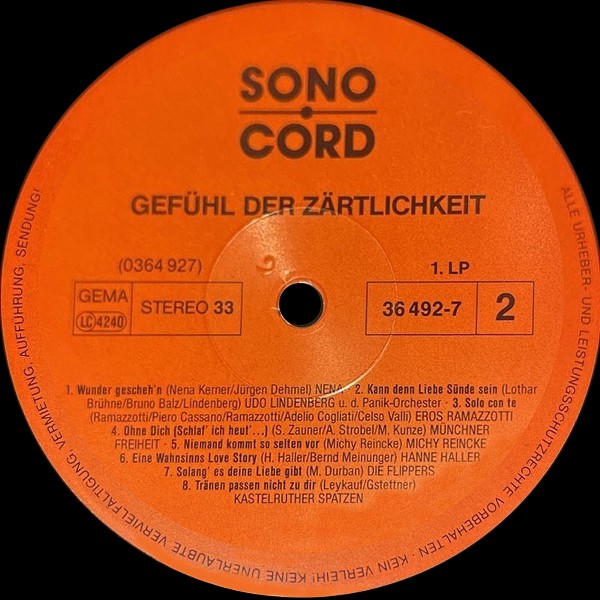 SONO
CORD
GEFÜHL DER ZÄRTLICHKEIT
(0364 927)
1. LP
GEMA
LC 4240
STEREO 33
36 492-7
2
1. Wunder gescheh'n (Nena Kerner/Jürgen Dehmel) NENA · 2. Kann denn Liebe Sünde sein (Lothar
Brühne/Bruno Balz/Lindenberg) UDO LINDENBERG u. d. Panik-Orchester · 3. Solo con te
(Ramazzotti/Piero Cassano/Ramazzotti/Adelio Cogliati/Celso Valli) EROS RAMAZZOTTI
4. Ohne Dich (Schlaf' ich heut'...) (S. Zauner/A. Strobel/M. Kunze) MÜNCHNER
FREIHEIT · 5. Niemand kommt so selten vor (Michy Reincke) MICHY REINCKE
6. Eine Wahnsinns Love Story (H. Haller/Bernd Meinunger) HANNE HALLER
7. Solang' es deine Liebe gibt (M. Durban) DIE FLIPPERS
8. Tränen passen nicht zu dir (Leykauf/Gstettner)
KASTELRUTHER SPATZEN
ALLE URHEBER- UND LEISTUNGSSCHUTZRECHTE VORBEHALTEN · KEIN VERLEIH! KEINE UNERLAUBTE VERVIELFÄLTIGUNG, VERMIETUNG, AUFFÜHRUNG, SENDUNG!